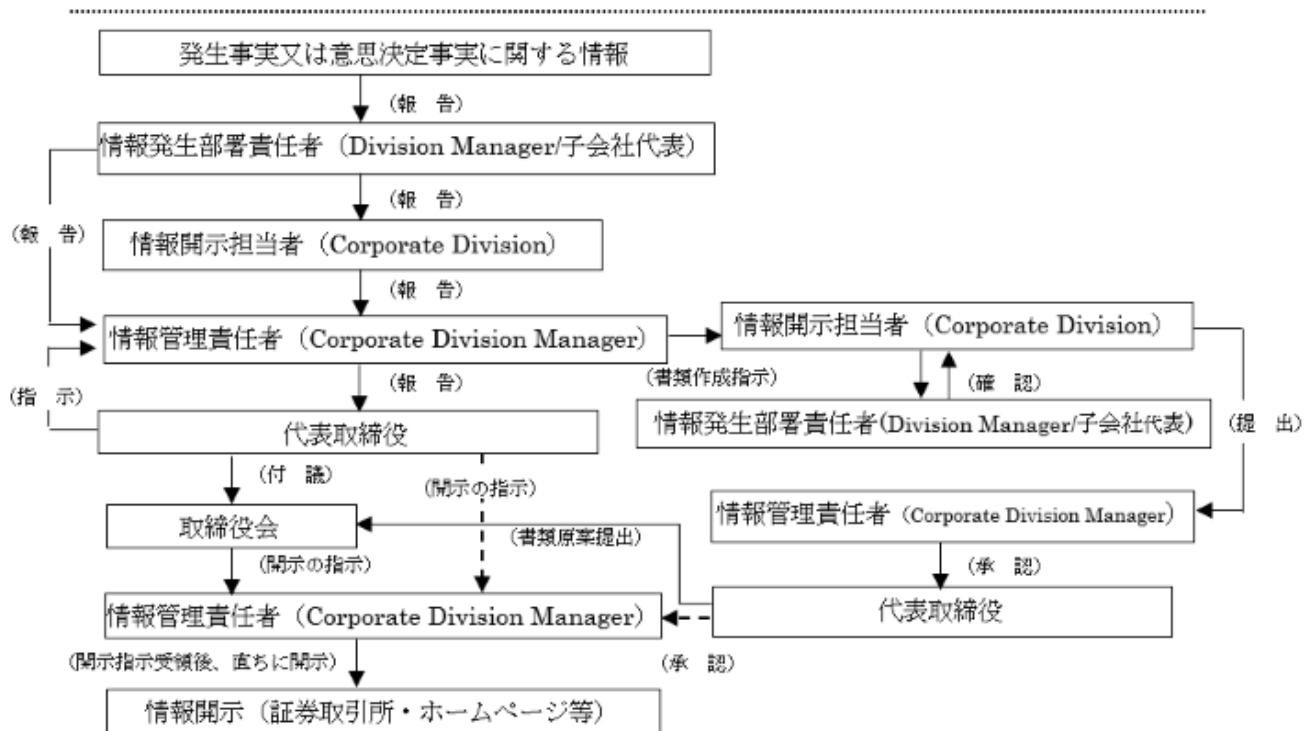 発生事実又は意思決定事実に関する情報
(報 告)
情報発生部署責任者（Division Manager/子会社代表）
(報 告)
(報 告)
情報開示担当者（Corporate Division）
(報 告)
情報管理責任者（Corporate Division Manager）
(指 示)
(報 告)
代表取締役
(付 議)
(開示の指示)
取締役会
(開示の指示)
情報管理責任者（Corporate Division Manager）
(開示指示受領後、直ちに開示)
情報開示（証券取引所・ホームページ等）
情報開示担当者（Corporate Division）
(書類作成指示)
(確 認)
情報発生部署責任者(Division Manager/子会社代表)
(提 出)
情報管理責任者（Corporate Division Manager）
(承 認)
代表取締役
(書類原案提出)
(承 認)